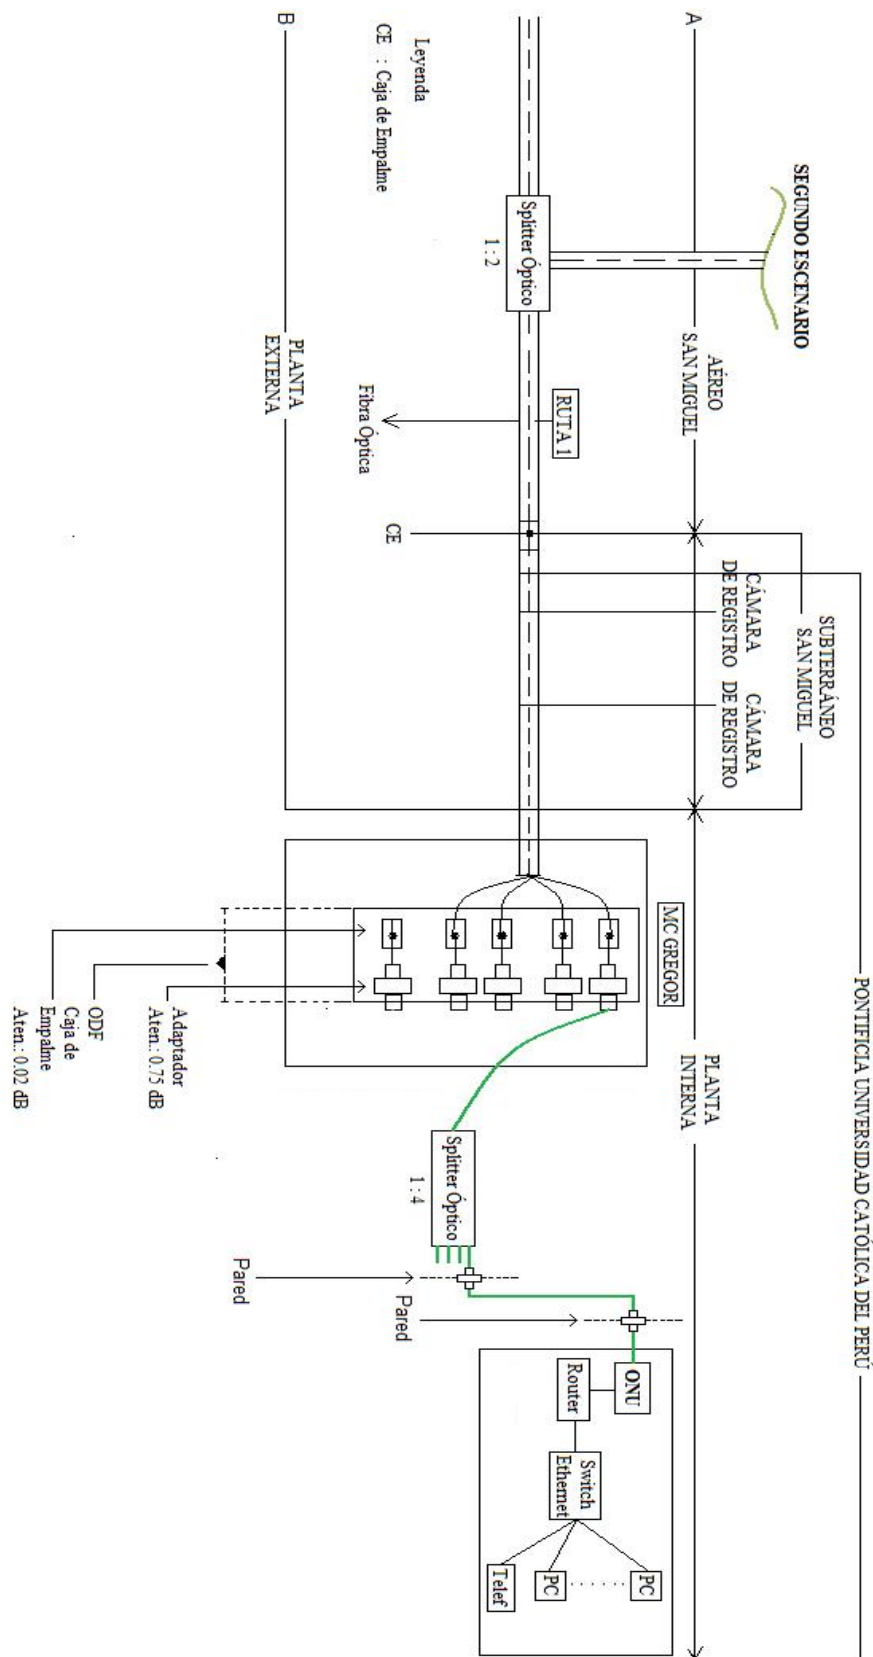 A
B
SEGUNDO ESCENARIO
Leyenda
CE : Caja de Empalme
Splitter Óptico
1:2
AÉREO
SAN MIGUEL
PLANTA
EXTERNA
RUTA 1
Fibra Óptica
CE
SUBTERRÁNEO
SAN MIGUEL
CÁMARA
DE REGISTRO
CÁMARA
DE REGISTRO
PONTIFICIA UNIVERSIDAD CATÓLICA DEL PERÚ
MC GREGOR
PLANTA
INTERNA
Adaptador
Aten.: 0.75 dB
ODF
Caja de
Empalme
Aten.: 0.02 dB
Splitter Óptico
1:4
Pared
Pared
ONU
Router
Switch
Ethernet
PC
PC
Telef